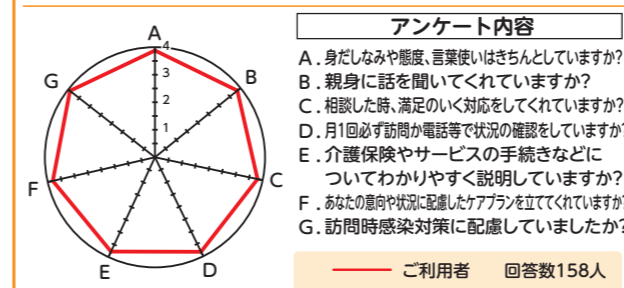 A
G
B
F
C
E
D
4
3
2
1
アンケート内容
A．身だしなみや態度、言葉使いはきちんとしていますか?
B．親身に話を聞いてくれていますか?
C．相談した時、満足のいく対応をしてくれていますか?
D．月1回必ず訪問か電話等で状況の確認をしていますか?
E．介護保険やサービスの手続きなどに
ついてわかりやすく説明していますか?
F．あなたの意向や状況に配慮したケアプランを立ててくれていますか?
G．訪問時感染対策に配慮していましたか?
ご利用者 回答数158人